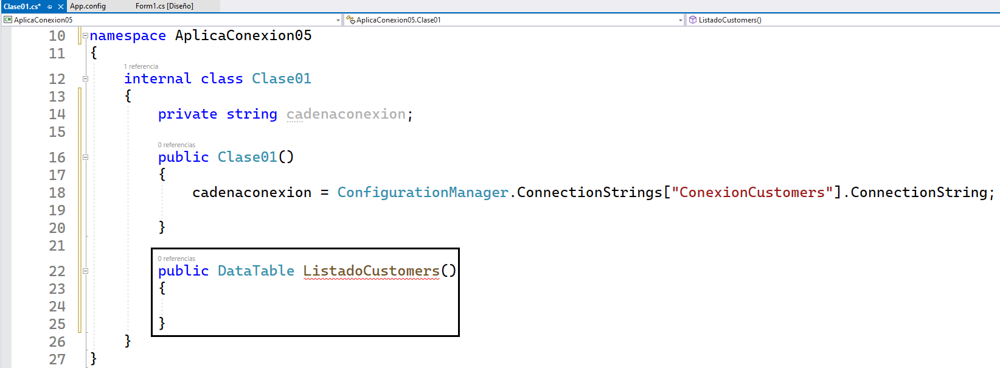 Clase01.cs* App.config Form1.cs [Diseño]
AplicaConexion05 AplicaConexion05.Clase01 ListadoCustomers()
10 namespace AplicaConexion05
11 {
1 referencia
12 internal class Clase01
13 {
14 private string cadenaconexion;
15
0 referencias
16 public Clase01()
17 {
18 cadenaconexion = ConfigurationManager.ConnectionStrings["ConexionCustomers"].ConnectionString;
19
20 }
21
0 referencias
22 public DataTable ListadoCustomers()
23 {
24
25 }
26 }
27 }